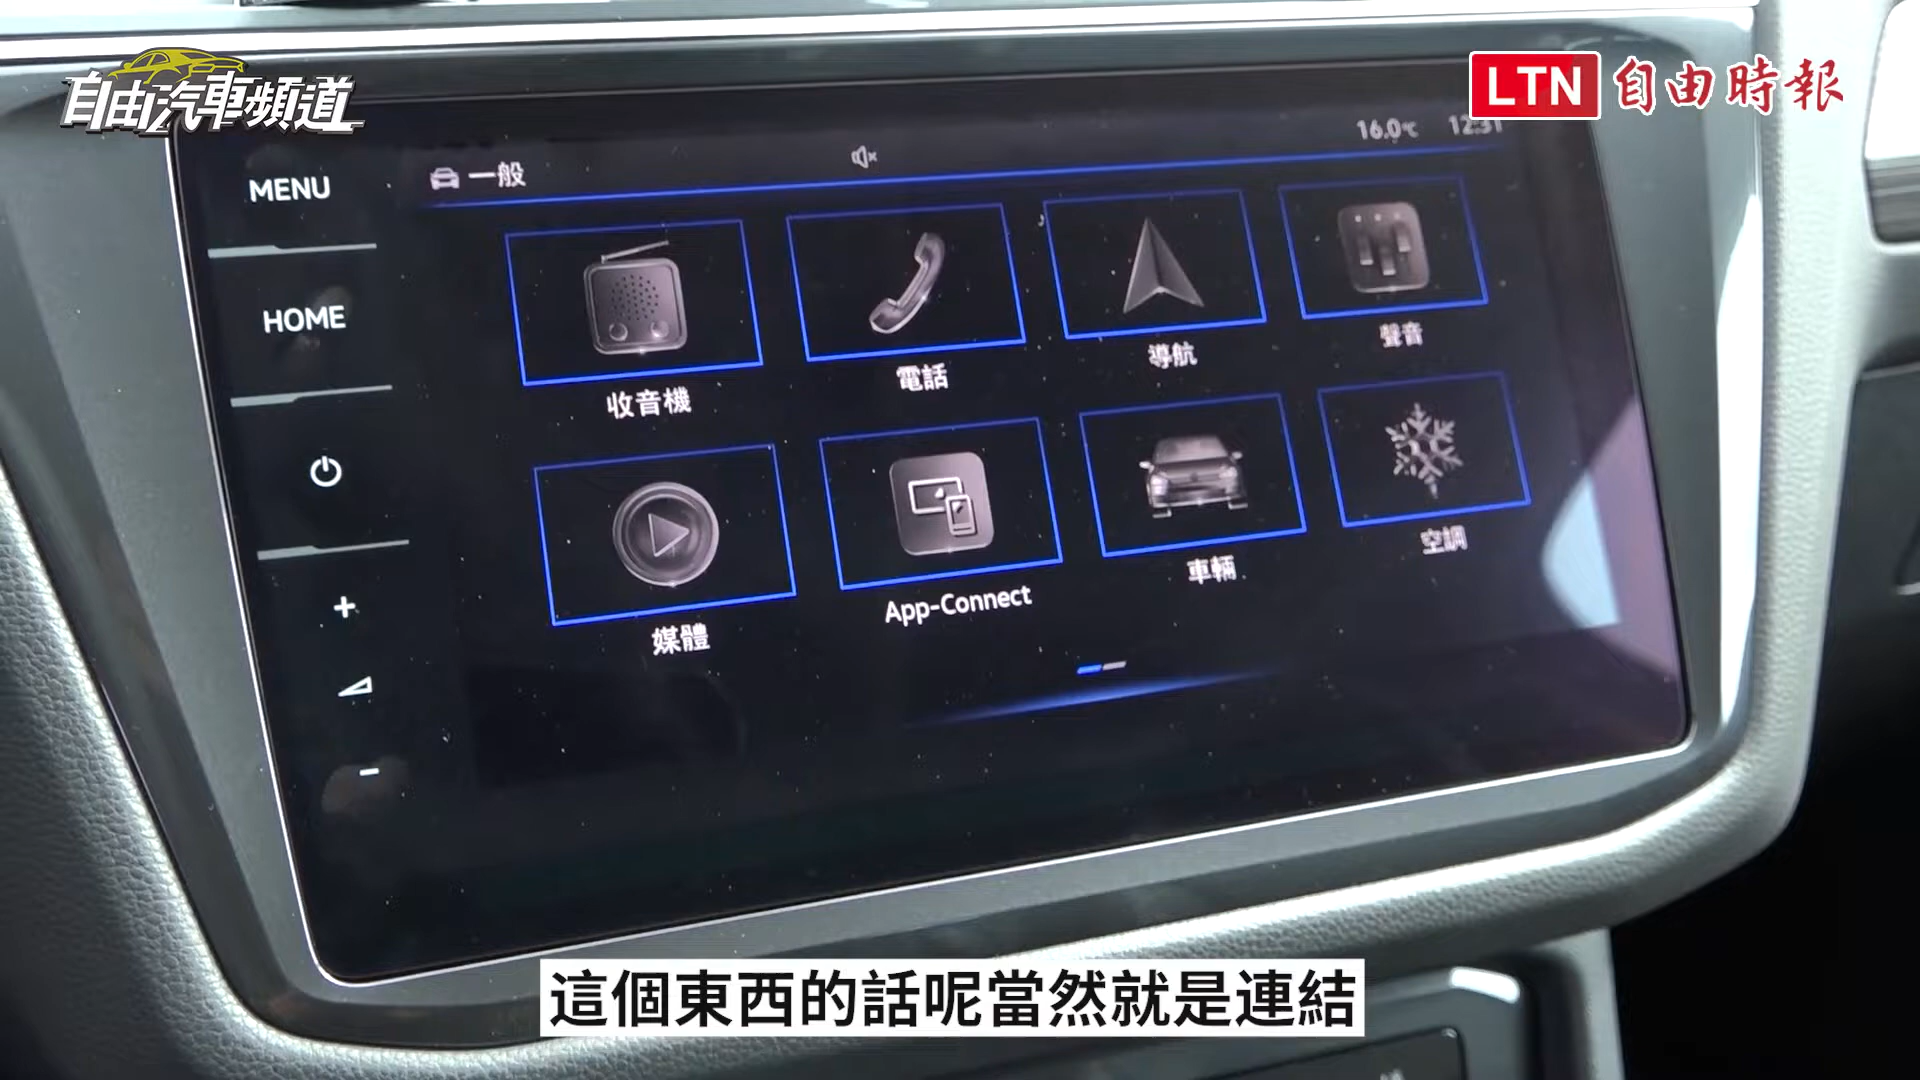 自由汽車頻道
LTN 自由時報
16.0℃ 12:31
MENU
一般
HOME
收音機
電話
導航
聲音
媒體
App-Connect
車輛
空調
這個東西的話呢當然就是連結